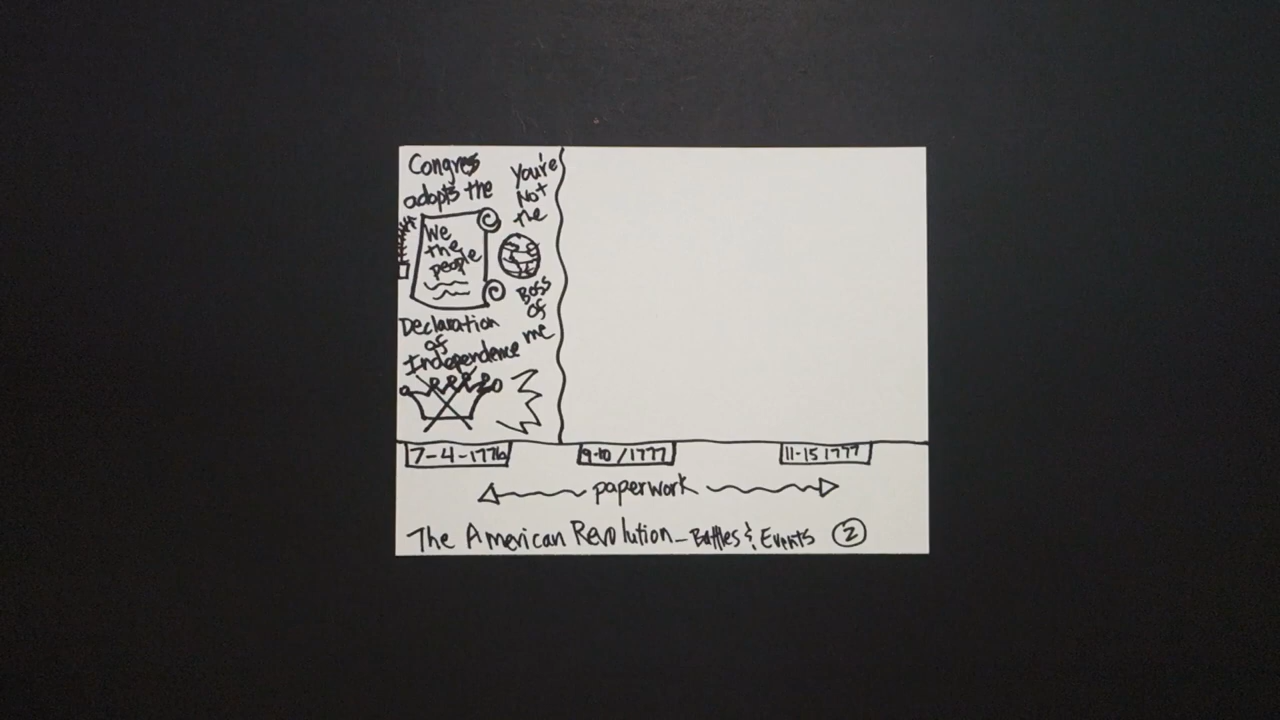 Congres
adopts the
We
the
people
Declaration
of
Independence
You're
Not
the
Boss
of
me
7-4-1776
9-10/1777
11-15 1777
paperwork
The American Revolution - Battles & Events 2